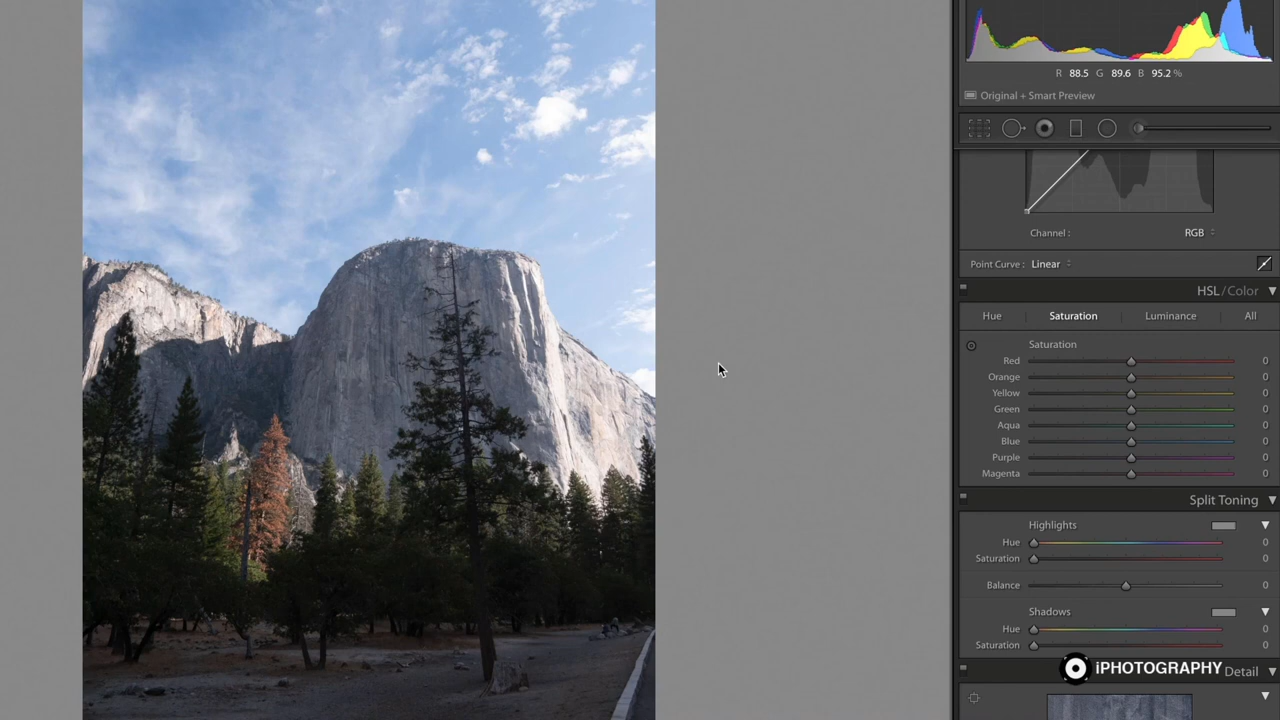 R 88.5 G 89.6 B 95.2 %
Original + Smart Preview
Channel : RGB
Point Curve : Linear
HSL / Color
Hue Saturation Luminance All
Saturation
Red 0
Orange 0
Yellow 0
Green 0
Aqua 0
Blue 0
Purple 0
Magenta 0
Split Toning
Highlights
Hue 0
Saturation 0
Balance 0
Shadows
Hue 0
Saturation 0
iPHOTOGRAPHY Detail